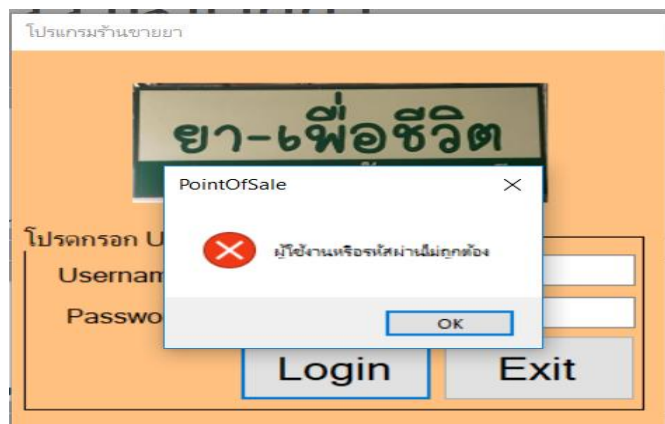 โปรแกรมร้านขายยา
ยา-เพื่อชีวิต
PointOfSale
ผู้ใช้งานหรือรหัสผ่านไม่ถูกต้อง
โปรดกรอก U
Usernam
Passwo
OK
Login
Exit